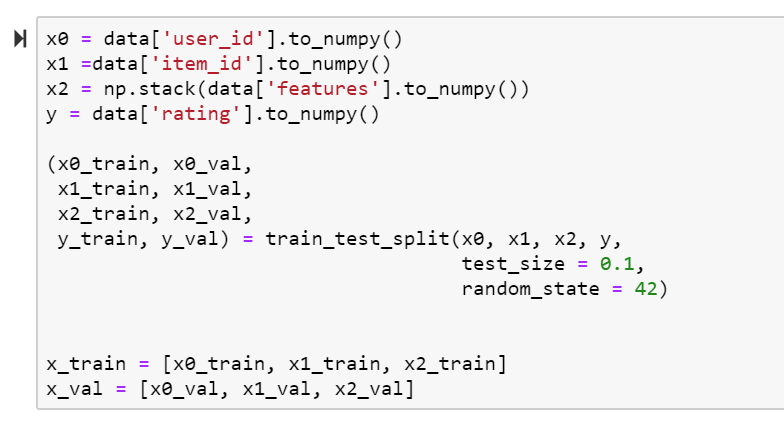 x0 = data['user_id'].to_numpy()
x1 =data['item_id'].to_numpy()
x2 = np.stack(data['features'].to_numpy())
y = data['rating'].to_numpy()
(x0_train, x0_val,
x1_train, x1_val,
x2_train, x2_val,
y_train, y_val) = train_test_split(x0, x1, x2, y,
test_size = 0.1,
random_state = 42)
x_train = [x0_train, x1_train, x2_train]
x_val = [x0_val, x1_val, x2_val]